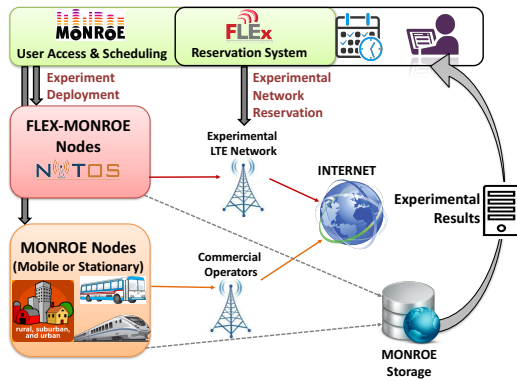 MONROE
User Access & Scheduling
FLEX
Reservation System
Experiment
Deployment
Experimental
Network
Reservation
FLEX-MONROE
Nodes
NITOS
Experimental
LTE Network
INTERNET
Experimental
Results
MONROE Nodes
(Mobile or Stationary)
rural, suburban,
and urban
Commercial
Operators
MONROE
Storage